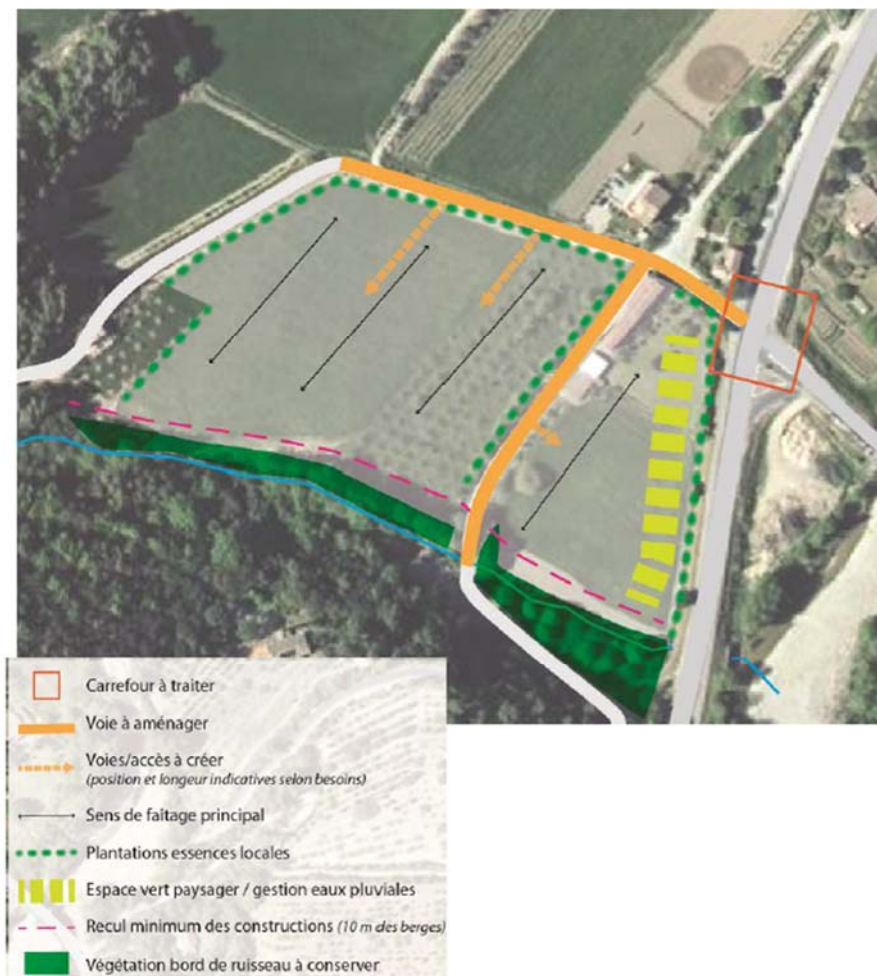 Carrefour à traiter
Voie à aménager
Voies/accès à créer
(position et longueur indicatives selon besoins)
Sens de faîtage principal
Plantations essences locales
Espace vert paysager / gestion eaux pluviales
Recul minimum des constructions (10 m des berges)
Végétation bord de ruisseau à conserver